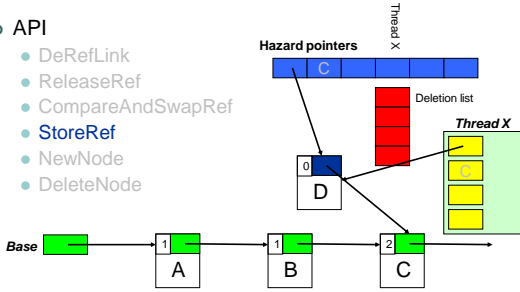 API
DeRefLink
ReleaseRef
CompareAndSwapRef
StoreRef
NewNode
DeleteNode
Thread X
Hazard pointers
C
Deletion list
Thread X
C
0
D
Base
1
A
1
B
2
C